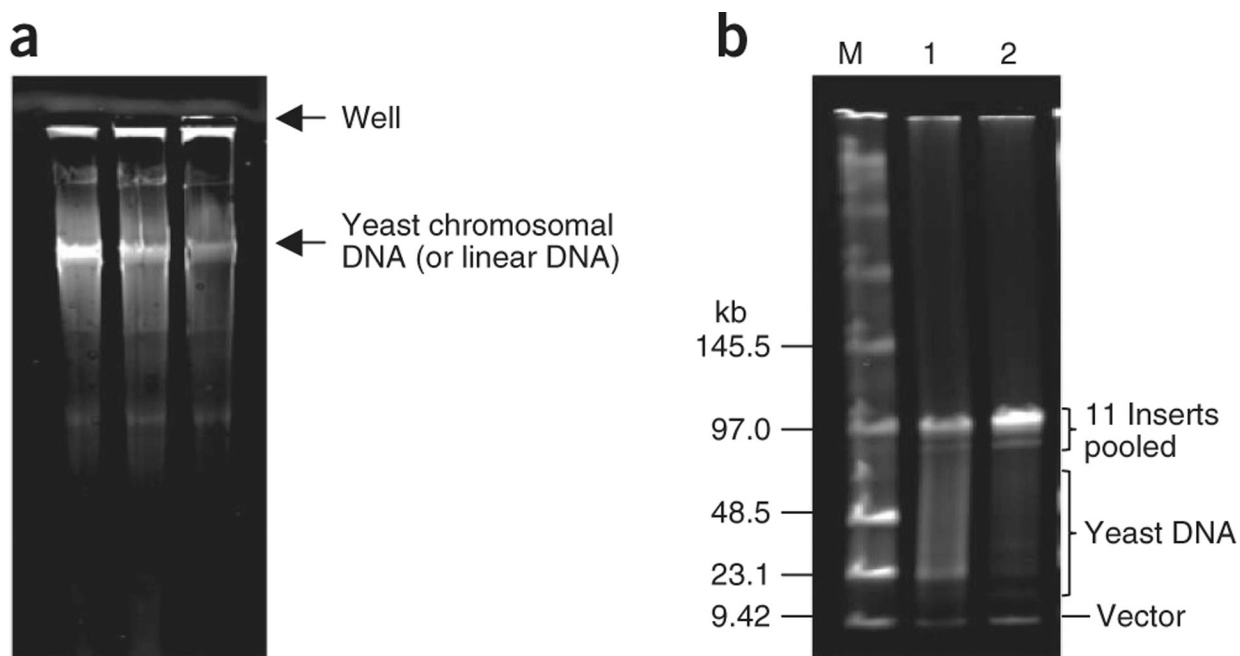 a
Well
Yeast chromosomal
DNA (or linear DNA)
b
M 1 2
kb
145.5
97.0
48.5
23.1
9.42
11 Inserts
pooled
Yeast DNA
Vector